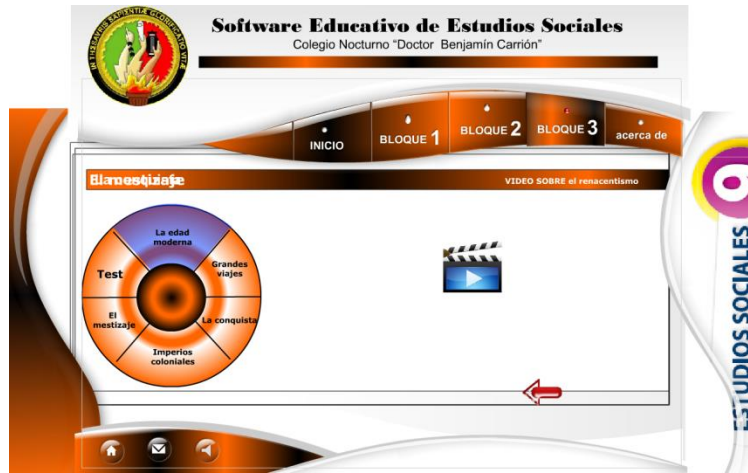 Software Educativo de Estudios Sociales
Colegio Nocturno “Doctor Benjamín Carrión”
INICIO
BLOQUE 1
BLOQUE 2
BLOQUE 3
acerca de
VIDEO SOBRE el renacentismo
La edad
moderna
Grandes
viajes
La conquista
Imperios
coloniales
El
mestizaje
Test
9
ESTUDIOS SOCIALES